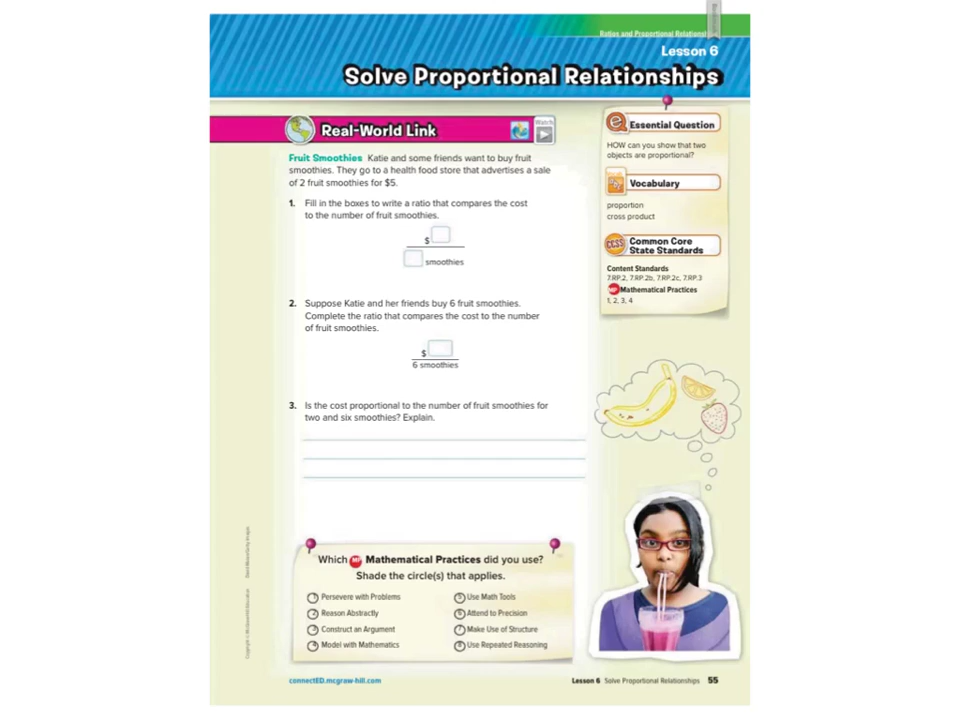 Ratios and Proportional Relationships
Lesson 6
Solve Proportional Relationships
Real-World Link
Watch
Fruit Smoothies Katie and some friends want to buy fruit
smoothies. They go to a health food store that advertises a sale
of 2 fruit smoothies for $5.
1. Fill in the boxes to write a ratio that compares the cost
to the number of fruit smoothies.
$
smoothies
2. Suppose Katie and her friends buy 6 fruit smoothies.
Complete the ratio that compares the cost to the number
of fruit smoothies.
$
6 smoothies
3. Is the cost proportional to the number of fruit smoothies for
two and six smoothies? Explain.
Which MP Mathematical Practices did you use?
Shade the circle(s) that applies.
1 Persevere with Problems
2 Reason Abstractly
3 Construct an Argument
4 Model with Mathematics
5 Use Math Tools
6 Attend to Precision
7 Make Use of Structure
8 Use Repeated Reasoning
e Essential Question
HOW can you show that two
objects are proportional?
Vocabulary
proportion
cross product
CCSS Common Core
State Standards
Content Standards
7.RP.2, 7.RP.2b, 7.RP.2c, 7.RP.3
MP Mathematical Practices
1, 2, 3, 4
Copyright © McGraw-Hill Education
connectED.mcgraw-hill.com
Lesson 6 Solve Proportional Relationships 55